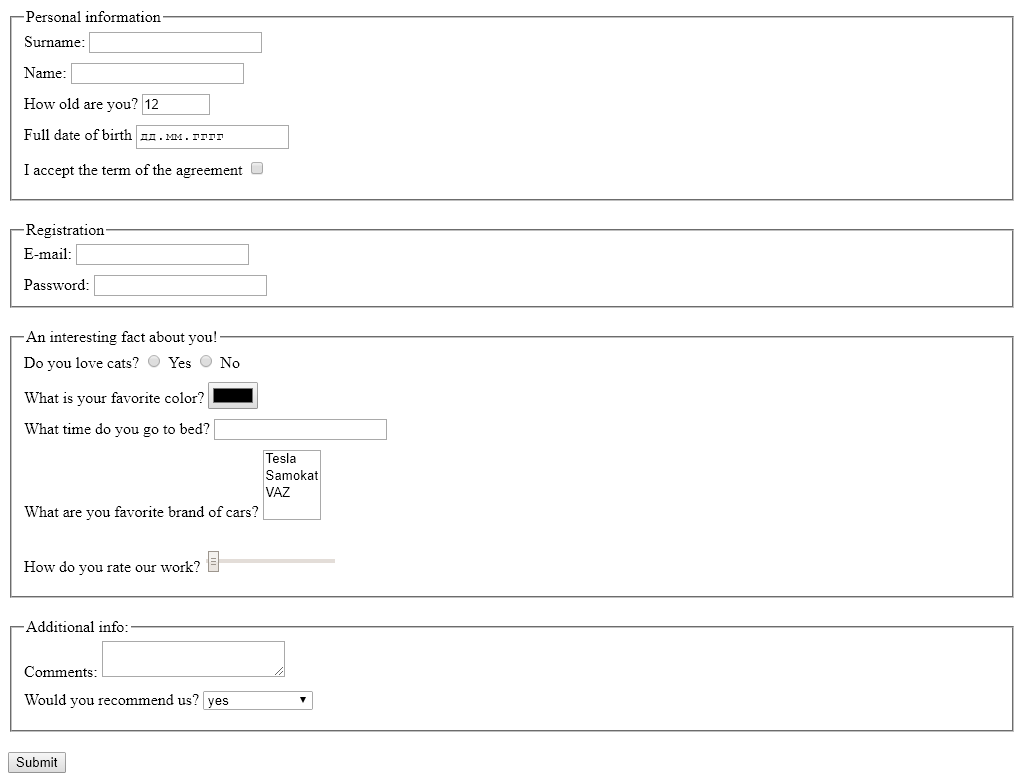 Personal information
Surname:
Name:
How old are you? 12
Full date of birth дд.мм.гггг
I accept the term of the agreement
Registration
E-mail:
Password:
An interesting fact about you!
Do you love cats? Yes No
What is your favorite color?
What time do you go to bed?
Tesla
Samokat
VAZ
What are you favorite brand of cars?
How do you rate our work?
Additional info:
Comments:
Would you recommend us? yes
Submit